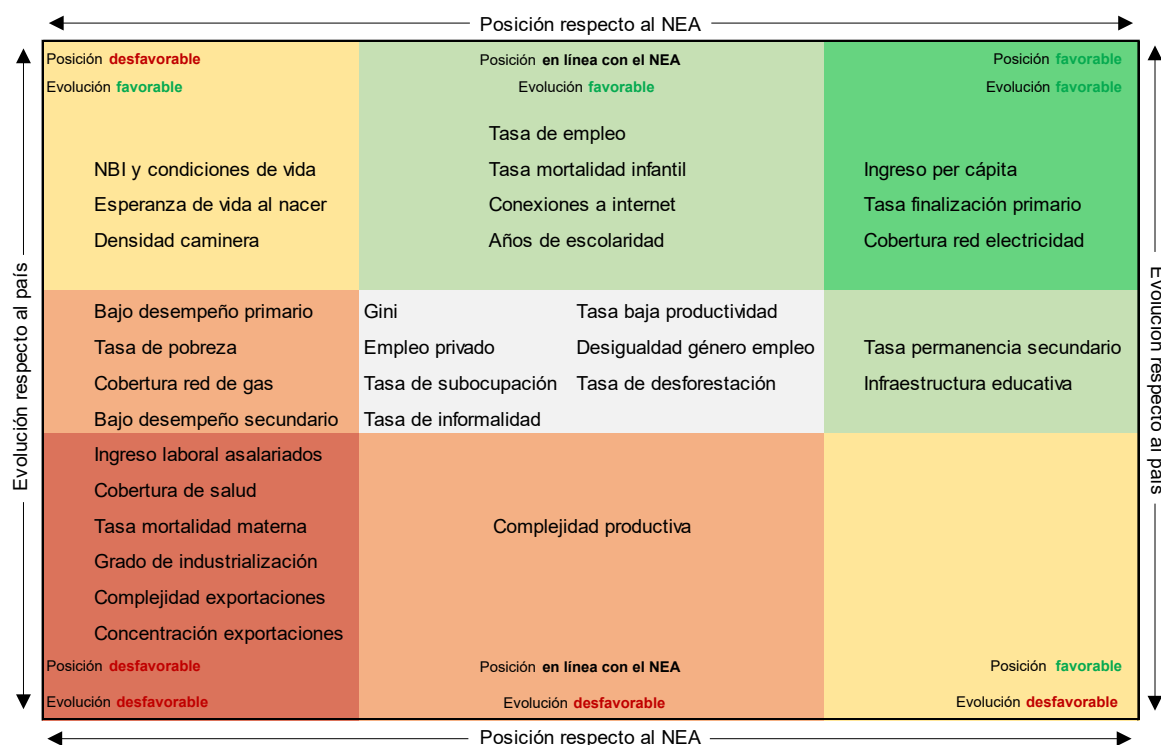 Posición respecto al NEA
Evolución respecto al país
Evolución respecto al país
Posición desfavorable
Evolución favorable
NBI y condiciones de vida
Esperanza de vida al nacer
Densidad caminera
Posición en línea con el NEA
Evolución favorable
Tasa de empleo
Tasa mortalidad infantil
Conexiones a internet
Años de escolaridad
Posición favorable
Evolución favorable
Ingreso per cápita
Tasa finalización primario
Cobertura red electricidad
Bajo desempeño primario
Tasa de pobreza
Cobertura red de gas
Bajo desempeño secundario
Gini
Empleo privado
Tasa de subocupación
Tasa de informalidad
Tasa baja productividad
Desigualdad género empleo
Tasa de desforestación
Tasa permanencia secundario
Infraestructura educativa
Ingreso laboral asalariados
Cobertura de salud
Tasa mortalidad materna
Grado de industrialización
Complejidad exportaciones
Concentración exportaciones
Posición desfavorable
Evolución desfavorable
Complejidad productiva
Posición en línea con el NEA
Evolución desfavorable
Posición favorable
Evolución desfavorable
Posición respecto al NEA